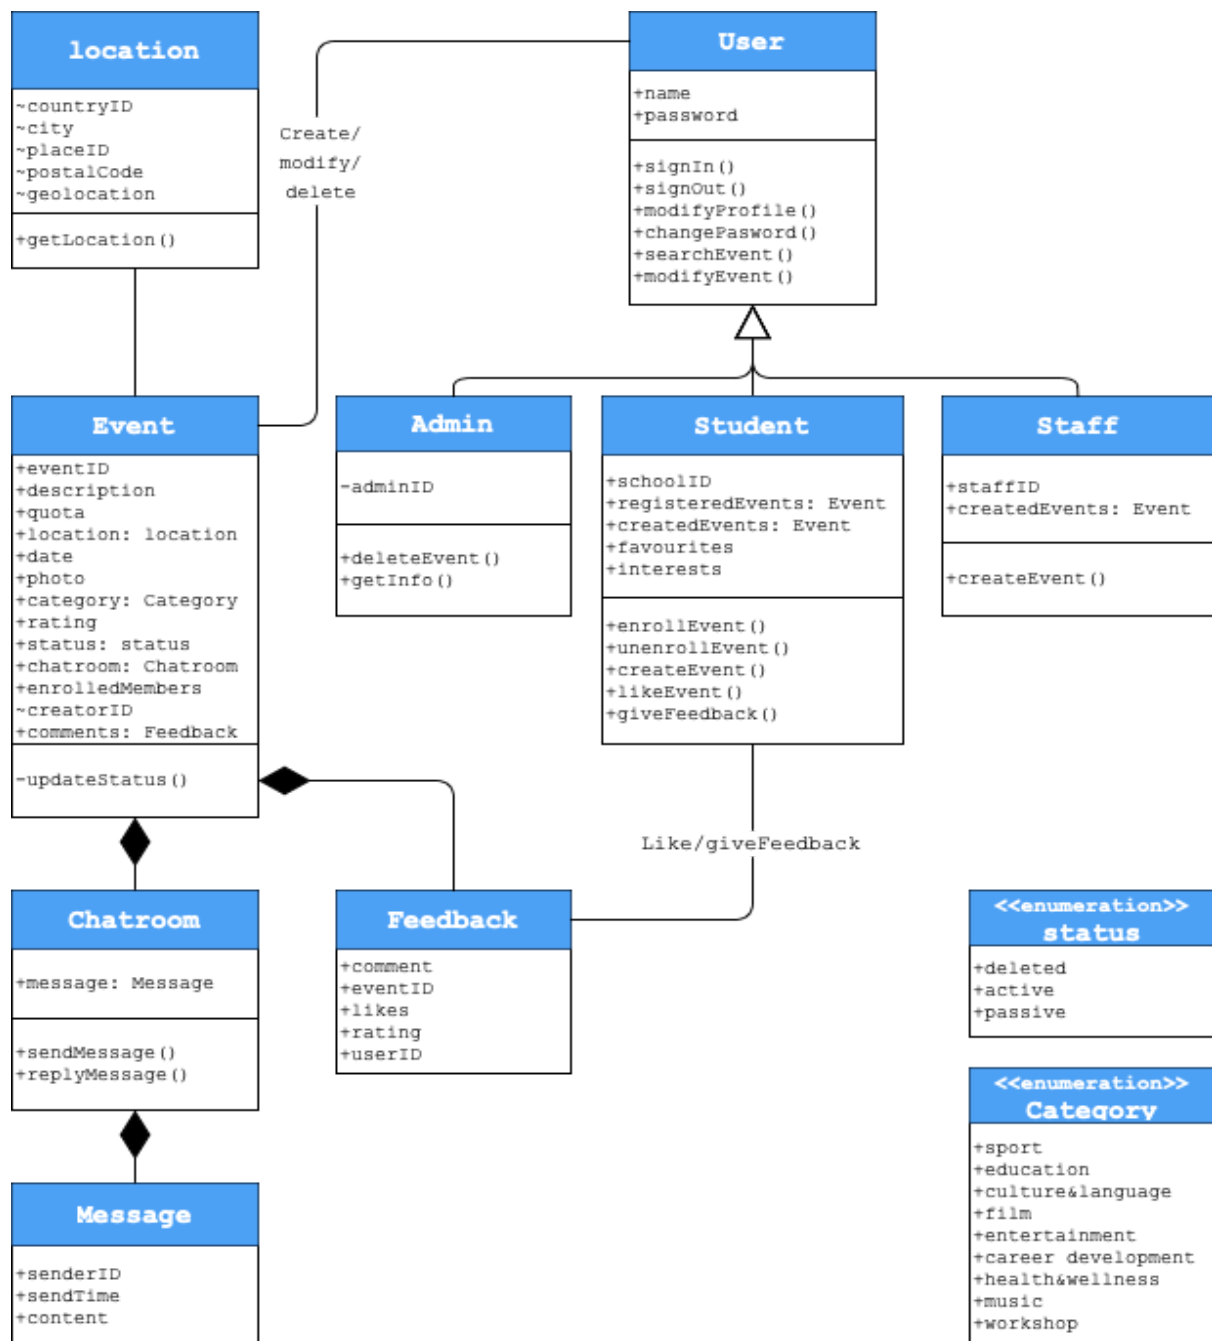 location
~countryID
~city
~placeID
~postalCode
~geolocation
+getLocation()
User
+name
+password
+signIn()
+signOut()
+modifyProfile()
+changePasword()
+searchEvent()
+modifyEvent()
Create/
modify/
delete
Event
+eventID
+description
+quota
+location: location
+date
+photo
+category: Category
+rating
+status: status
+chatroom: Chatroom
+enrolledMembers
~creatorID
+comments: Feedback
-updateStatus()
Admin
-adminID
+deleteEvent()
+getInfo()
Student
+schoolID
+registeredEvents: Event
+createdEvents: Event
+favourites
+interests
+enrollEvent()
+unenrollEvent()
+createEvent()
+likeEvent()
+giveFeedback()
Staff
+staffID
+createdEvents: Event
+createEvent()
Like/giveFeedback
Chatroom
+message: Message
+sendMessage()
+replyMessage()
Feedback
+comment
+eventID
+likes
+rating
+userID
<<enumeration>>
status
+deleted
+active
+passive
Message
+senderID
+sendTime
+content
<<enumeration>>
Category
+sport
+education
+culture&language
+film
+entertainment
+career development
+health&wellness
+music
+workshop